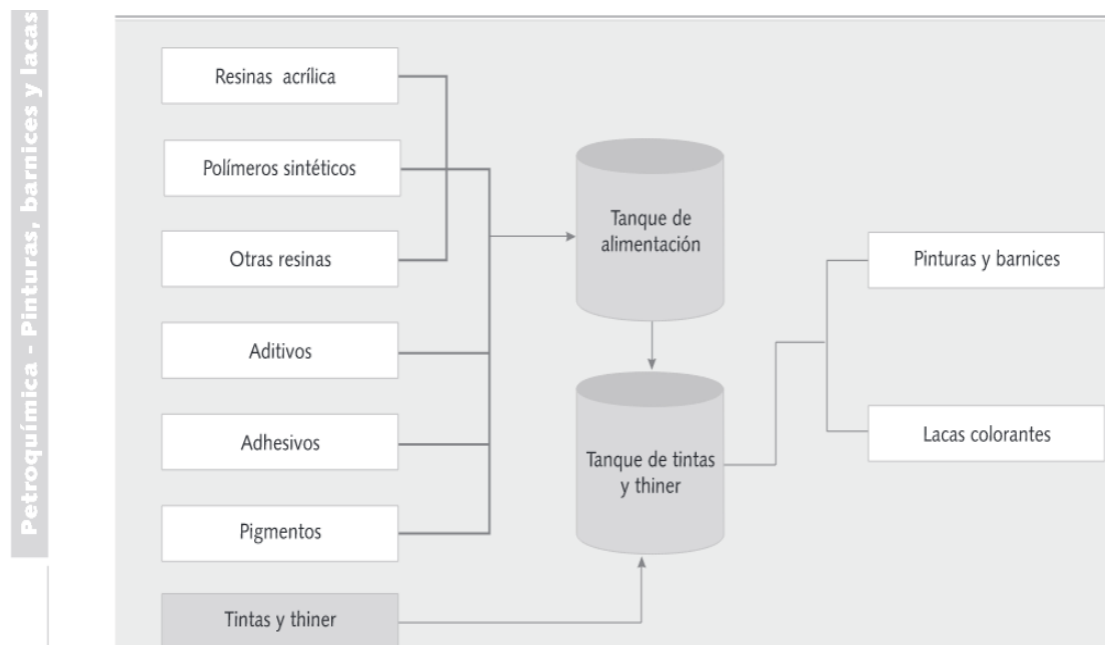 Petroquímica - Pinturas, barnices y lacas
Resinas acrílica
Polímeros sintéticos
Otras resinas
Aditivos
Adhesivos
Pigmentos
Tintas y thiner
Tanque de
alimentación
Tanque de tintas
y thiner
Pinturas y barnices
Lacas colorantes